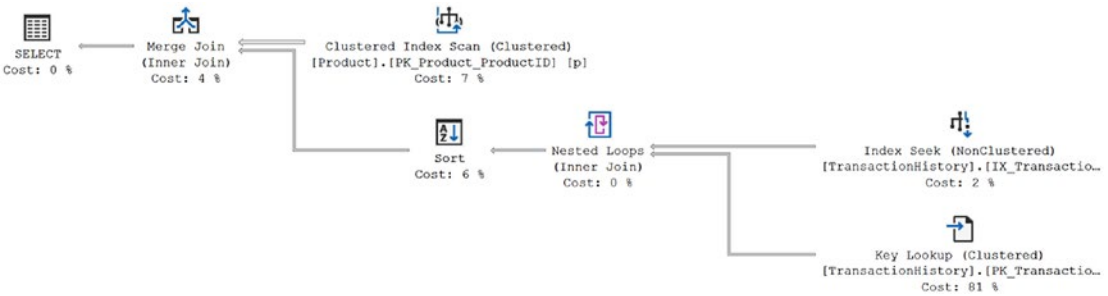 SELECT
Cost: 0 %
Merge Join
(Inner Join)
Cost: 4 %
Clustered Index Scan (Clustered)
[Product].[PK_Product_ProductID] [p]
Cost: 7 %
A
Z
Sort
Cost: 6 %
Nested Loops
(Inner Join)
Cost: 0 %
Index Seek (NonClustered)
[TransactionHistory].[IX_Transactio…
Cost: 2 %
Key Lookup (Clustered)
[TransactionHistory].[PK_Transactio…
Cost: 81 %